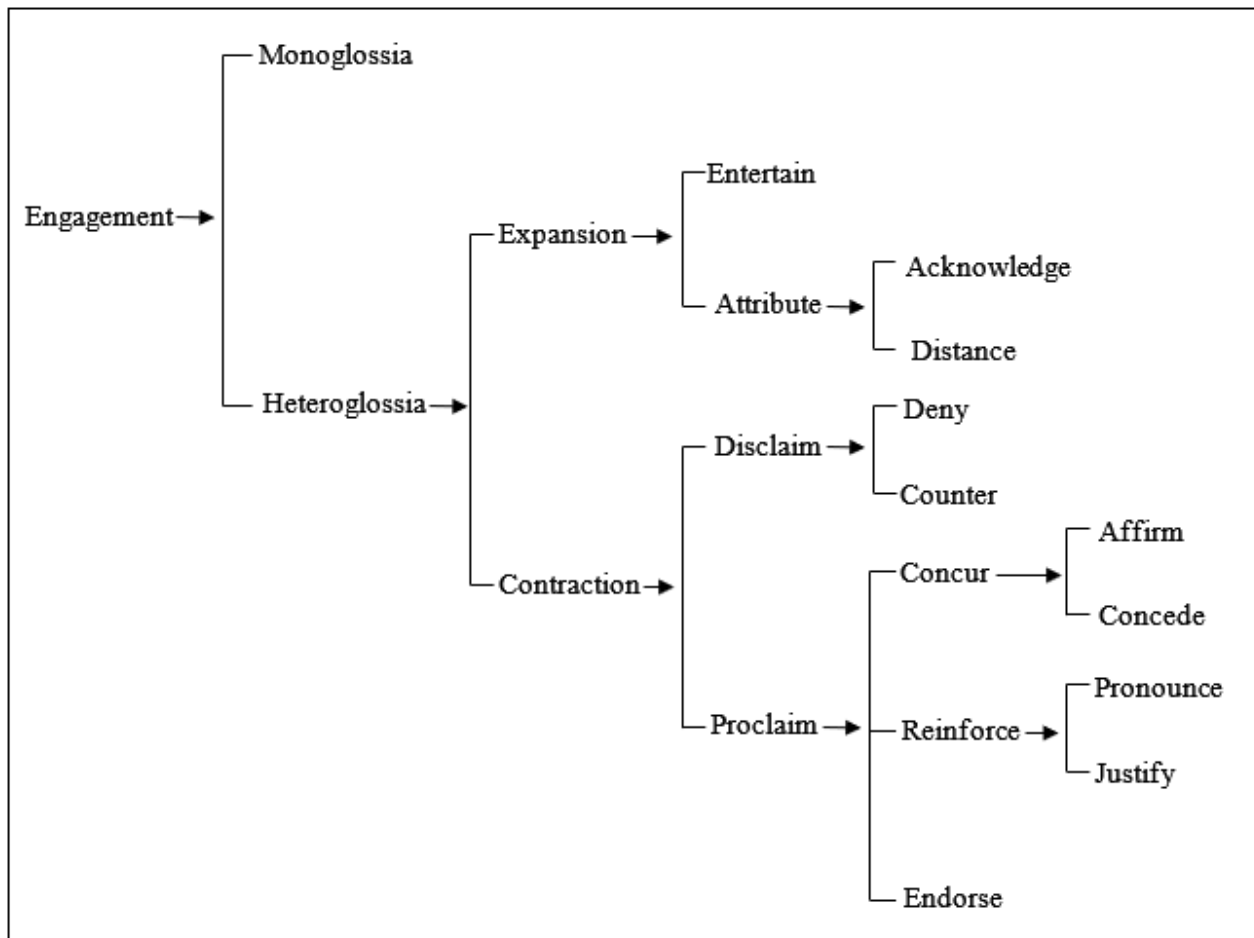 Monoglossia
Entertain
Engagement
Expansion
Acknowledge
Attribute
Distance
Heteroglossia
Deny
Disclaim
Counter
Affirm
Concur
Contraction
Concede
Pronounce
Proclaim
Reinforce
Justify
Endorse